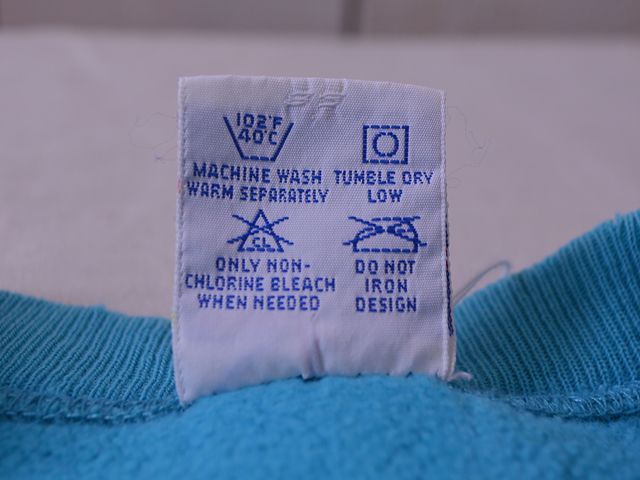 102°F
40°C
MACHINE WASH
WARM SEPARATELY
TUMBLE DRY
LOW
CL
ONLY NON-
CHLORINE BLEACH
WHEN NEEDED
DO NOT
IRON
DESIGN